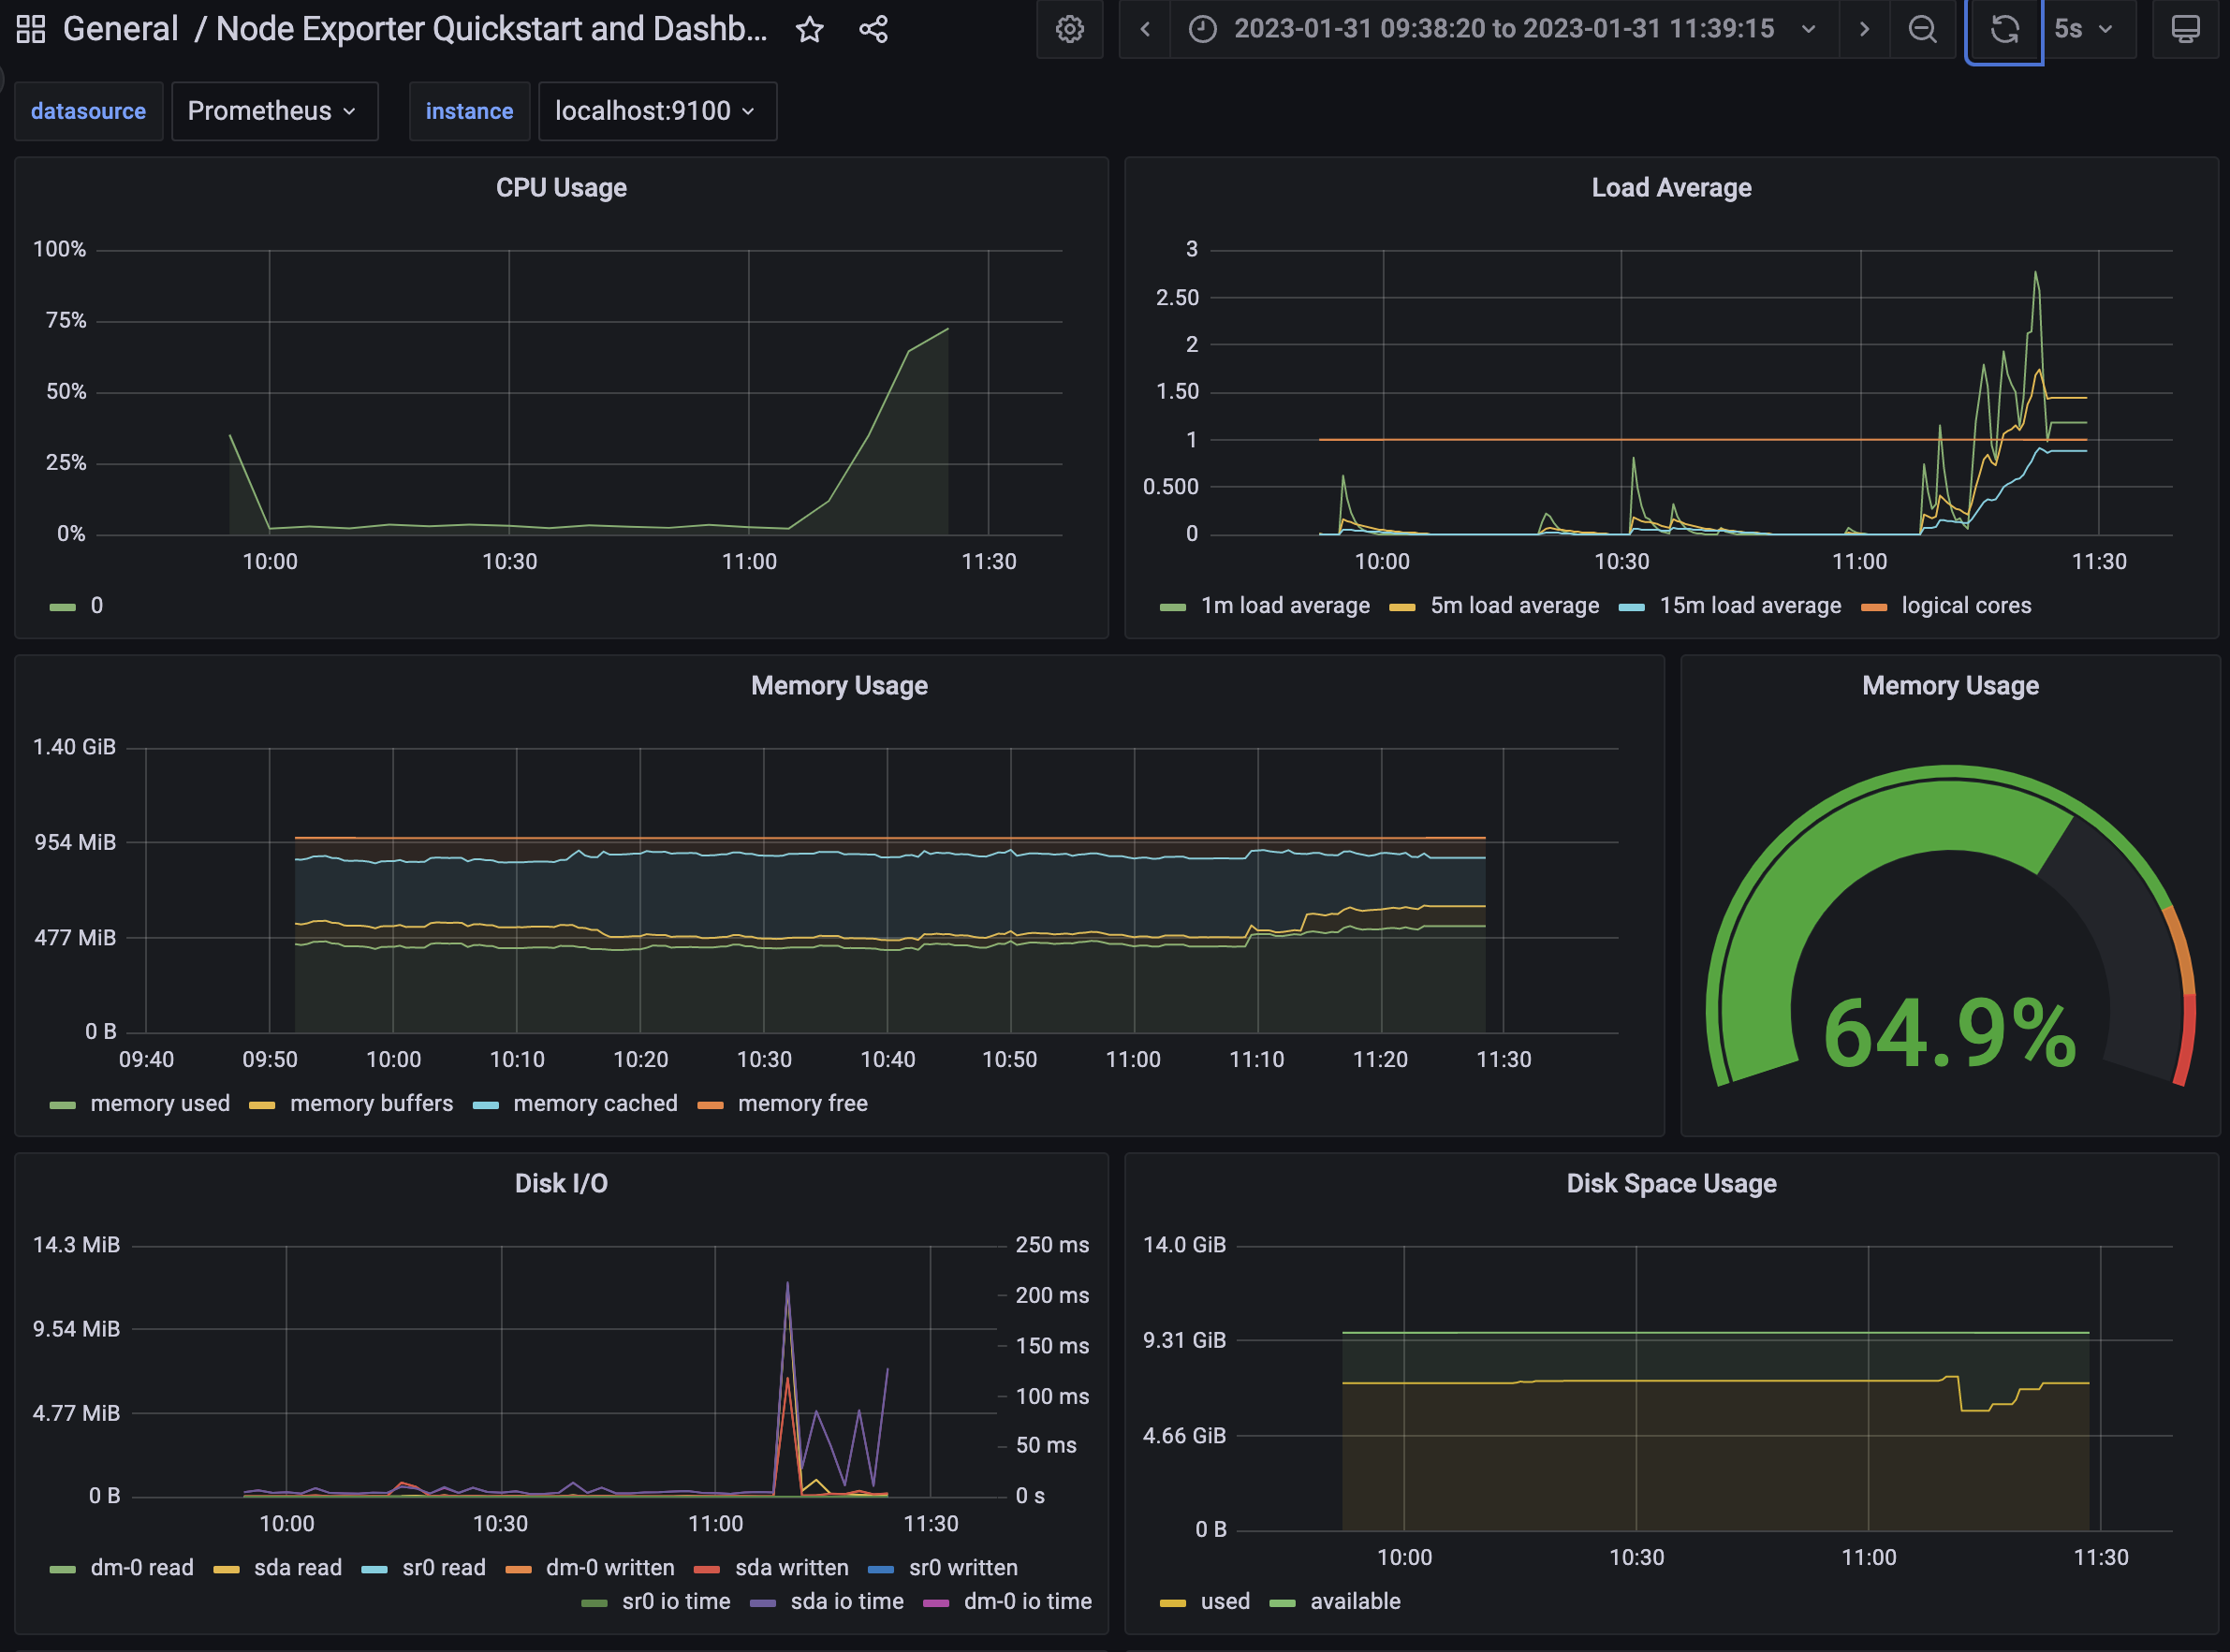 General / Node Exporter Quickstart and Dashb...
2023-01-31 09:38:20 to 2023-01-31 11:39:15
5s
datasource Prometheus instance localhost:9100
CPU Usage
100%
75%
50%
25%
0%
10:00 10:30 11:00 11:30
0
Load Average
3
2.50
2
1.50
1
0.500
0
10:00 10:30 11:00 11:30
1m load average 5m load average 15m load average logical cores
Memory Usage
1.40 GiB
954 MiB
477 MiB
0 B
09:40 09:50 10:00 10:10 10:20 10:30 10:40 10:50 11:00 11:10 11:20 11:30
memory used memory buffers memory cached memory free
Memory Usage
64.9%
Disk I/O
14.3 MiB
9.54 MiB
4.77 MiB
0 B
250 ms
200 ms
150 ms
100 ms
50 ms
0 s
10:00 10:30 11:00 11:30
dm-0 read sda read sr0 read dm-0 written sda written sr0 written
sr0 io time sda io time dm-0 io time
Disk Space Usage
14.0 GiB
9.31 GiB
4.66 GiB
0 B
10:00 10:30 11:00 11:30
used available